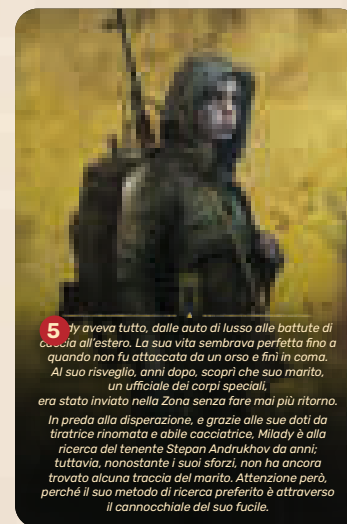 5
dy aveva tutto, dalle auto di lusso alle battute di
caccia all'estero. La sua vita sembrava perfetta fino a
quando non fu attaccata da un orso e finì in coma.
Al suo risveglio, anni dopo, scoprì che suo marito,
un ufficiale dei corpi speciali,
era stato inviato nella Zona senza fare mai più ritorno.
In preda alla disperazione, e grazie alle sue doti da
tiratrice rinomata e abile cacciatrice, Milady è alla
ricerca del tenente Stepan Andrukhov da anni;
tuttavia, nonostante i suoi sforzi, non ha ancora
trovato alcuna traccia del marito. Attenzione però,
perché il suo metodo di ricerca preferito è attraverso
il cannocchiale del suo fucile.